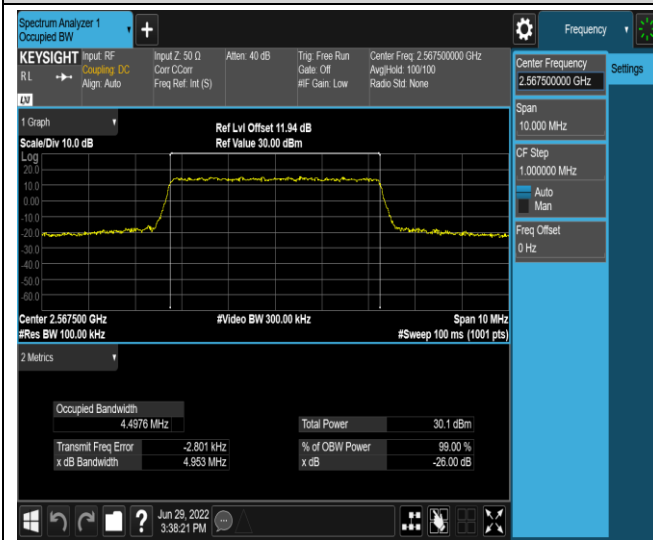 Spectrum Analyzer 1
Occupied BW
Frequency
KEYSIGHT
Input: RF
Input Z: 50 Ω
Atten: 40 dB
Trig: Free Run
Center Freq: 2.567500000 GHz
RL
Coupling: DC
Corr CCorr
Gate: Off
Avg|Hold: 100/100
Align: Auto
Freq Ref: Int (S)
#IF Gain: Low
Radio Std: None
LXI
Center Frequency
2.567500000 GHz
Settings
Span
10.000 MHz
CF Step
1.000000 MHz
Auto
Man
Freq Offset
0 Hz
1 Graph
Ref Lvl Offset 11.94 dB
Scale/Div 10.0 dB
Ref Value 30.00 dBm
Log
20.0
10.0
0.00
-10.0
-20.0
-30.0
-40.0
-50.0
-60.0
Center 2.567500 GHz
#Video BW 300.00 kHz
Span 10 MHz
#Res BW 100.00 kHz
#Sweep 100 ms (1001 pts)
2 Metrics
Occupied Bandwidth
4.4976 MHz
Total Power
30.1 dBm
Transmit Freq Error
-2.801 kHz
% of OBW Power
99.00 %
x dB Bandwidth
4.953 MHz
x dB
-26.00 dB
?
Jun 29, 2022
3:38:21 PM